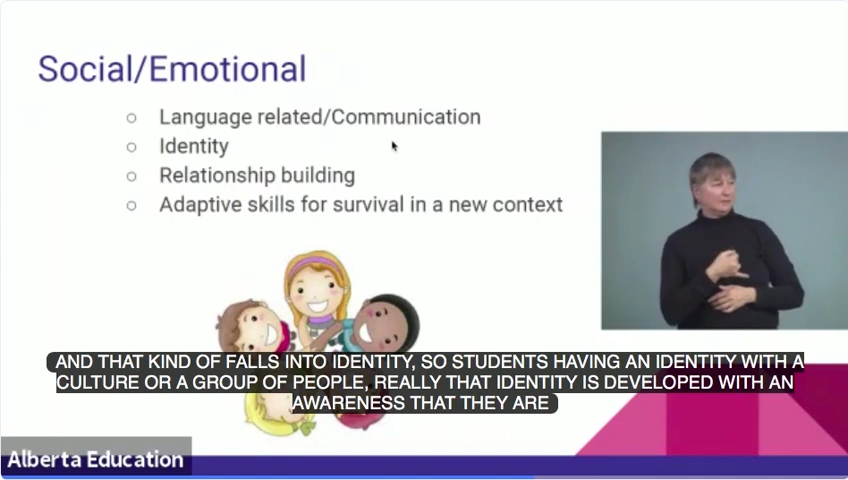 Social/Emotional
Language related/Communication
Identity
Relationship building
Adaptive skills for survival in a new context
AND THAT KIND OF FALLS INTO IDENTITY, SO STUDENTS HAVING AN IDENTITY WITH A
CULTURE OR A GROUP OF PEOPLE, REALLY THAT IDENTITY IS DEVELOPED WITH AN
AWARENESS THAT THEY ARE
Alberta Education